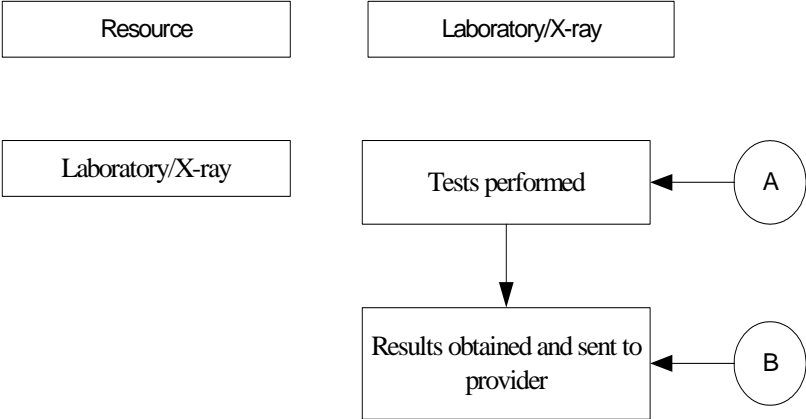 Resource
Laboratory/X-ray
Laboratory/X-ray
Tests performed
A
Results obtained and sent to
provider
B